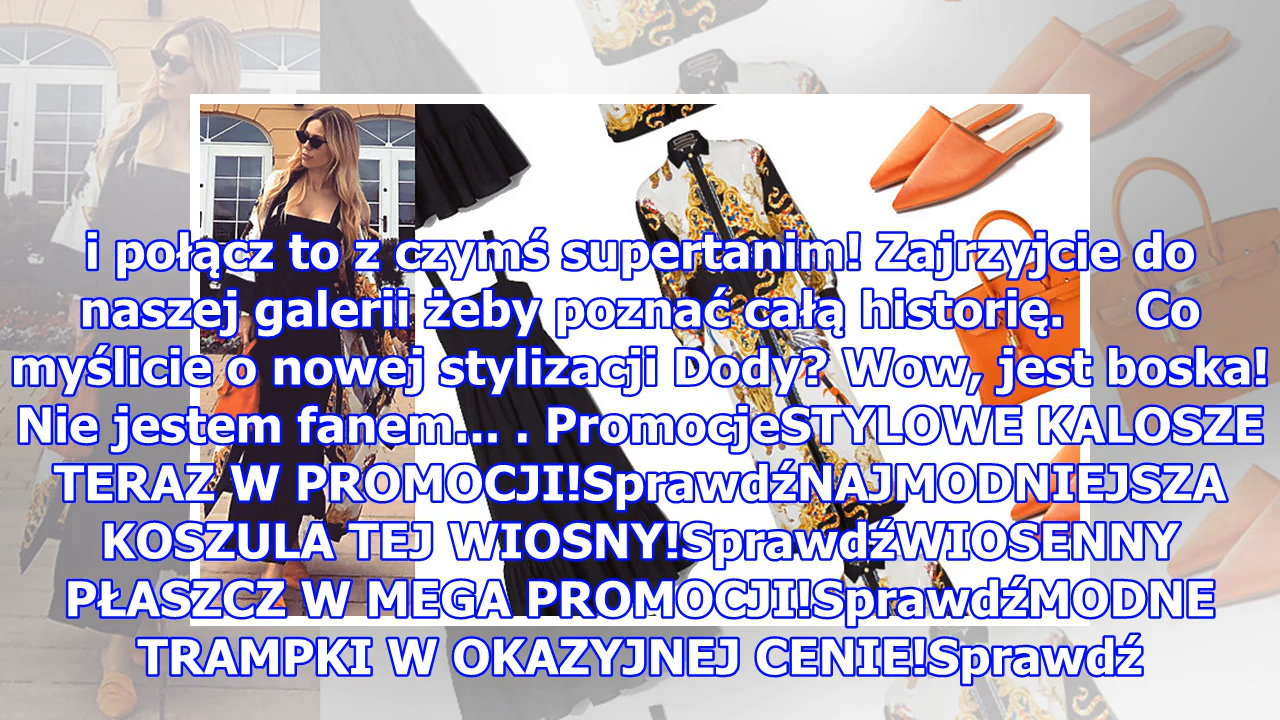 i połącz to z czymś supertanim! Zajrzyjcie do
naszej galerii żeby poznać całą historię. Co
myślicie o nowej stylizacji Dody? Wow, jest boska!
Nie jestem fanem... . PromocjeSTYLOWE KALOSZE
TERAZ W PROMOCJI!SprawdźNAJMODNIEJSZA
KOSZULA TEJ WIOSNY!SprawdźWIOSENNY
PŁASZCZ W MEGA PROMOCJI!SprawdźMODNE
TRAMPKI W OKAZYJNEJ CENIE!Sprawdź